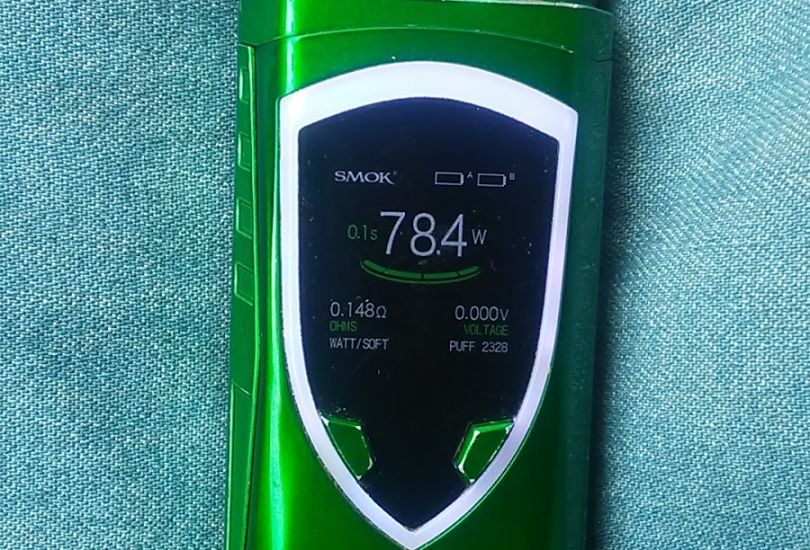 SMOK A B
0.1s 78.4 W
0.148Ω 0.000V
OHMS VOLTAGE
WATT/SOFT PUFF 2328